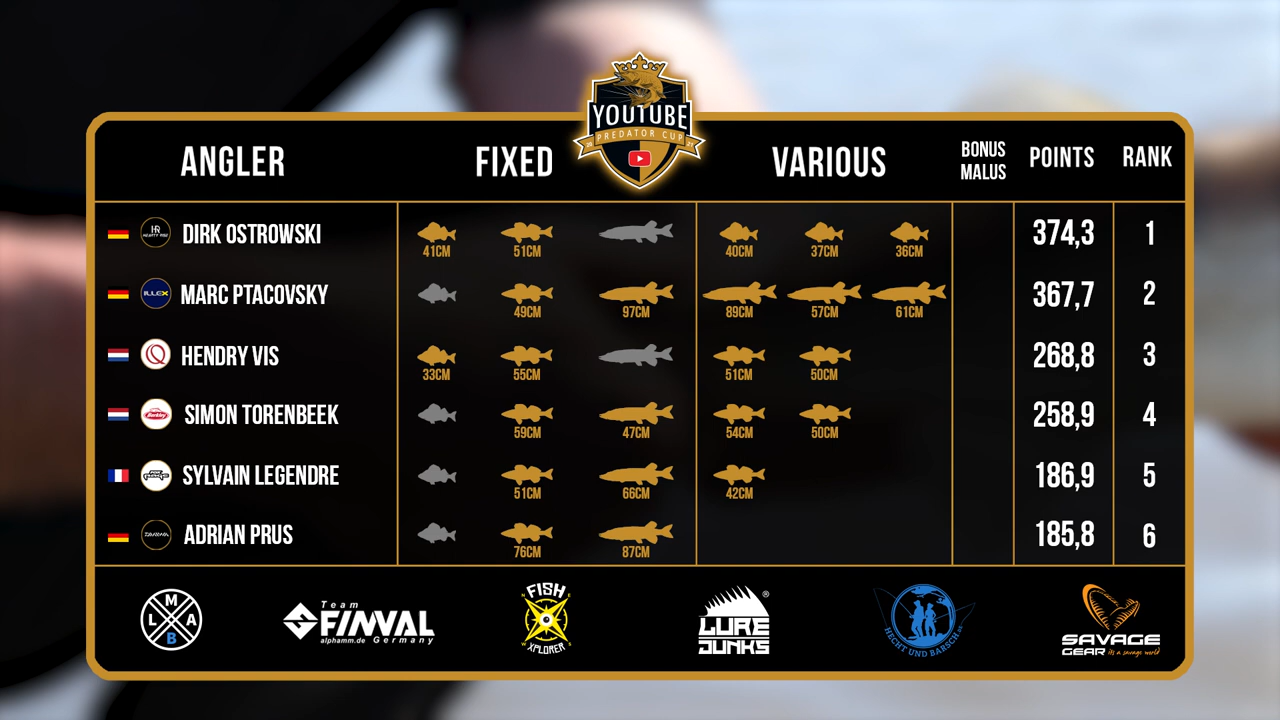 YOUTUBE
PREDATOR CUP
ANGLER FIXED VARIOUS BONUS MALUS POINTS RANK
DIRK OSTROWSKI 41CM 51CM 40CM 37CM 36CM 374,3 1
ILLEX MARC PTACOVSKY 49CM 97CM 89CM 57CM 61CM 367,7 2
HENDRY VIS 33CM 55CM 51CM 50CM 268,8 3
Berkley SIMON TORENBEEK 59CM 47CM 54CM 50CM 258,9 4
SYLVAIN LEGENDRE 51CM 66CM 42CM 186,9 5
DAIWA ADRIAN PRUS 76CM 87CM 185,8 6
M L A B
Team FINVAL alphamm.de Germany
FISH XPLORER
LURE JUNKS ®
HECHT UND BARSCH
SAVAGE GEAR its a savage world